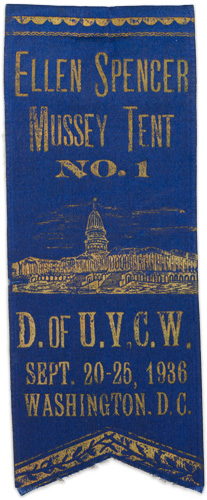 ELLEN SPENCER
MUSSEY TENT
NO. 1
D. OF U.V.C.W.
SEPT. 20-25, 1936
WASHINGTON, D.C.